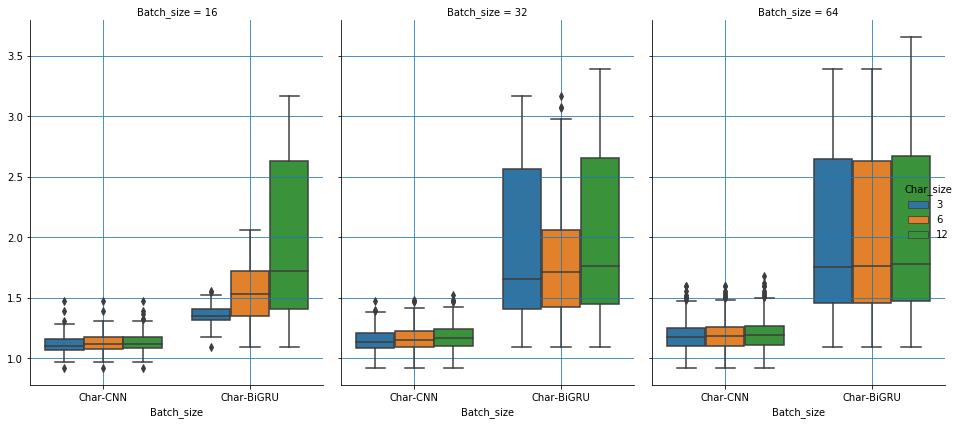 Batch_size = 16
Batch_size = 32
Batch_size = 64
3.5
3.0
2.5
2.0
1.5
1.0
Char_size
3
6
12
Char-CNN
Char-BiGRU
Char-CNN
Char-BiGRU
Char-CNN
Char-BiGRU
Batch_size
Batch_size
Batch_size